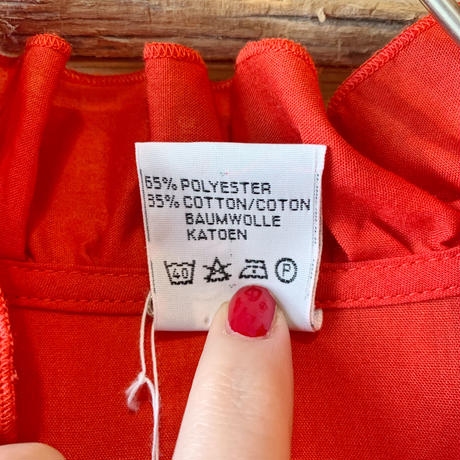 65% POLYESTER
35% COTTON/COTON
BAUMWOLLE
KATOEN
40 P